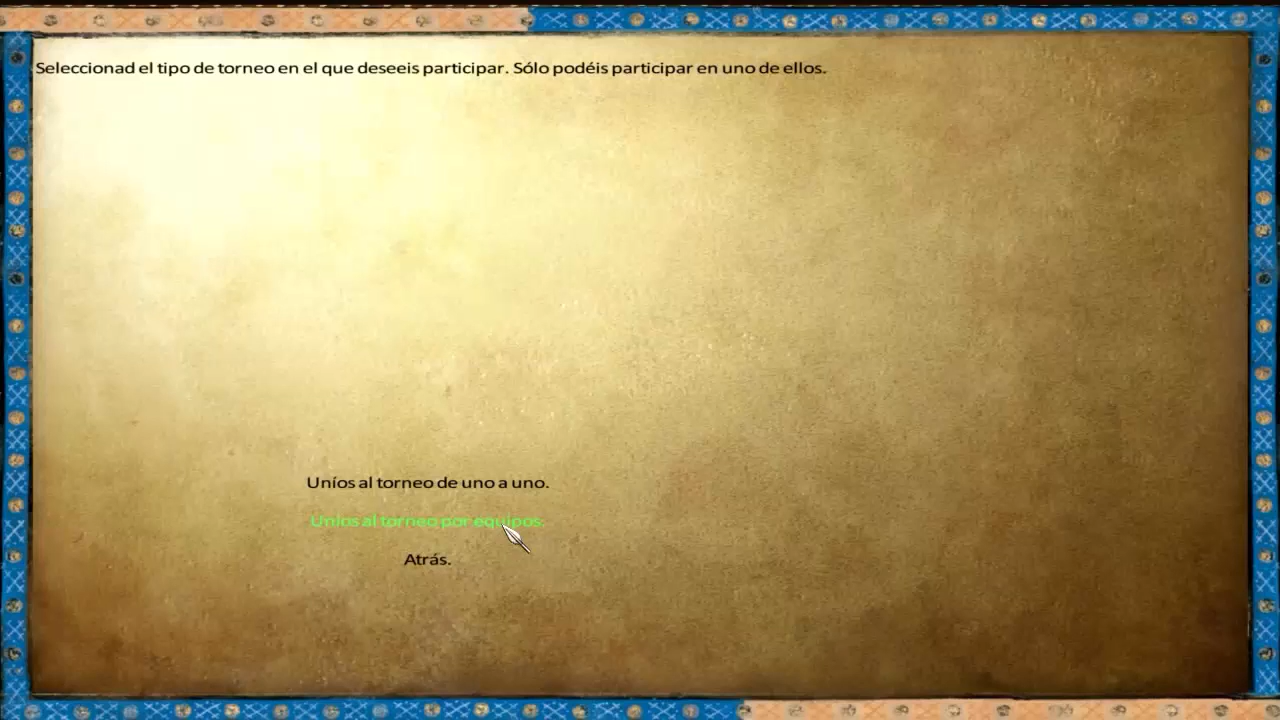 Seleccionad el tipo de torneo en el que deseeis participar. Sólo podéis participar en uno de ellos.
Uníos al torneo de uno a uno.
Uníos al torneo por equipos.
Atrás.